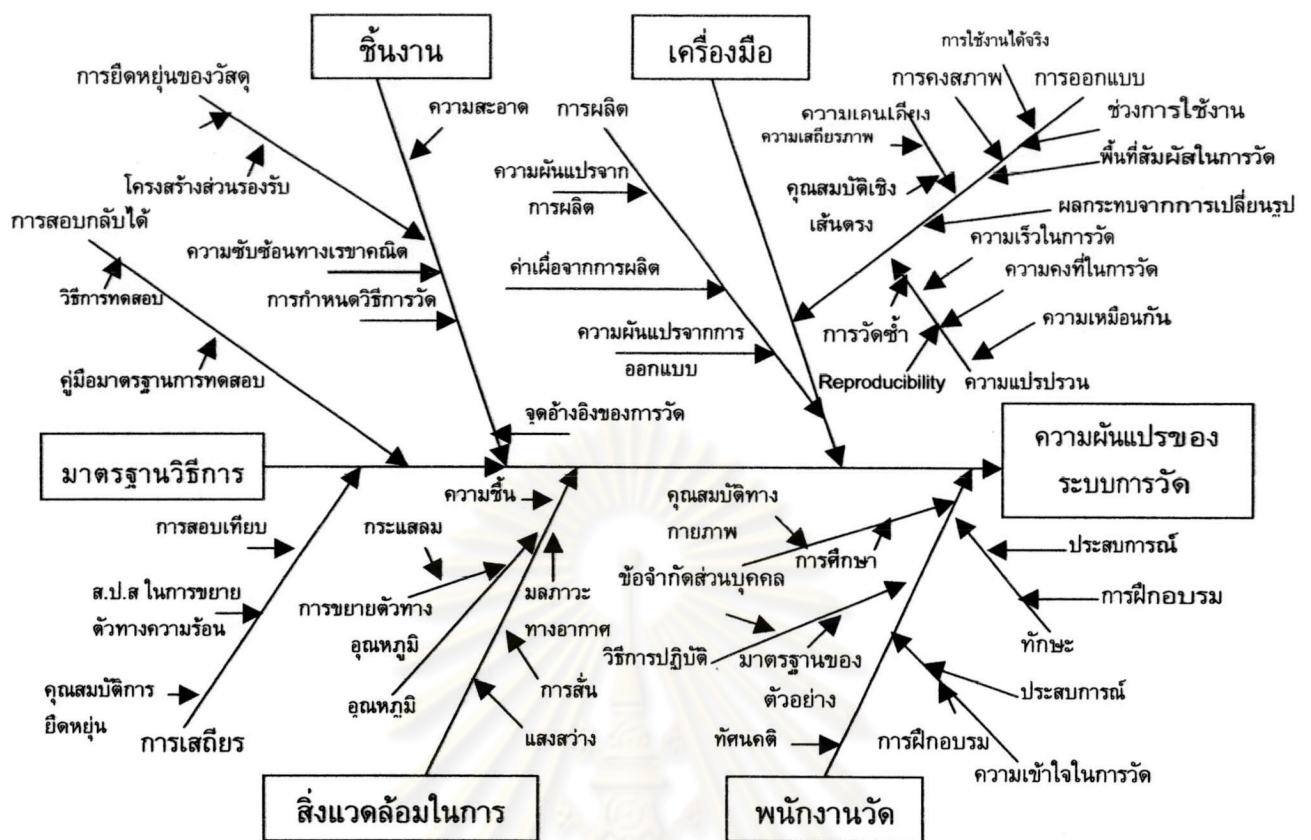 ชิ้นงาน
เครื่องมือ
การใช้งานได้จริง
การยืดหยุ่นของวัสดุ
การคงสภาพ
การออกแบบ
ความสะอาด
การผลิต
ความเอนเอียง
ช่วงการใช้งาน
ความเสถียรภาพ
พื้นที่สัมผัสในการวัด
โครงสร้างส่วนรองรับ
ความผันแปรจาก
การผลิต
คุณสมบัติเชิง
เส้นตรง
ผลกระทบจากการเปลี่ยนรูป
การสอบกลับได้
ความซับซ้อนทางเรขาคณิต
ความเร็วในการวัด
ค่าเผื่อจากการผลิต
ความคงที่ในการวัด
วิธีการทดสอบ
การกำหนดวิธีการวัด
ความผันแปรจากการ
ออกแบบ
การวัดซ้ำ
ความเหมือนกัน
คู่มือมาตรฐานการทดสอบ
Reproducibility
ความแปรปรวน
จุดอ้างอิงของการวัด
มาตรฐานวิธีการ
ความผันแปรของ
ระบบการวัด
ความชื้น
คุณสมบัติทาง
กายภาพ
การสอบเทียบ
กระแสลม
การศึกษา
ประสบการณ์
ข้อจำกัดส่วนบุคคล
ส.ป.ส ในการขยาย
ตัวทางความร้อน
การขยายตัวทาง
อุณหภูมิ
มลภาวะ
ทางอากาศ
การฝึกอบรม
ทักษะ
วิธีการปฏิบัติ
มาตรฐานของ
ตัวอย่าง
คุณสมบัติการ
ยืดหยุ่น
อุณหภูมิ
การสั่น
ประสบการณ์
การเสถียร
แสงสว่าง
ทัศนคติ
การฝึกอบรม
ความเข้าใจในการวัด
สิ่งแวดล้อมในการ
พนักงานวัด